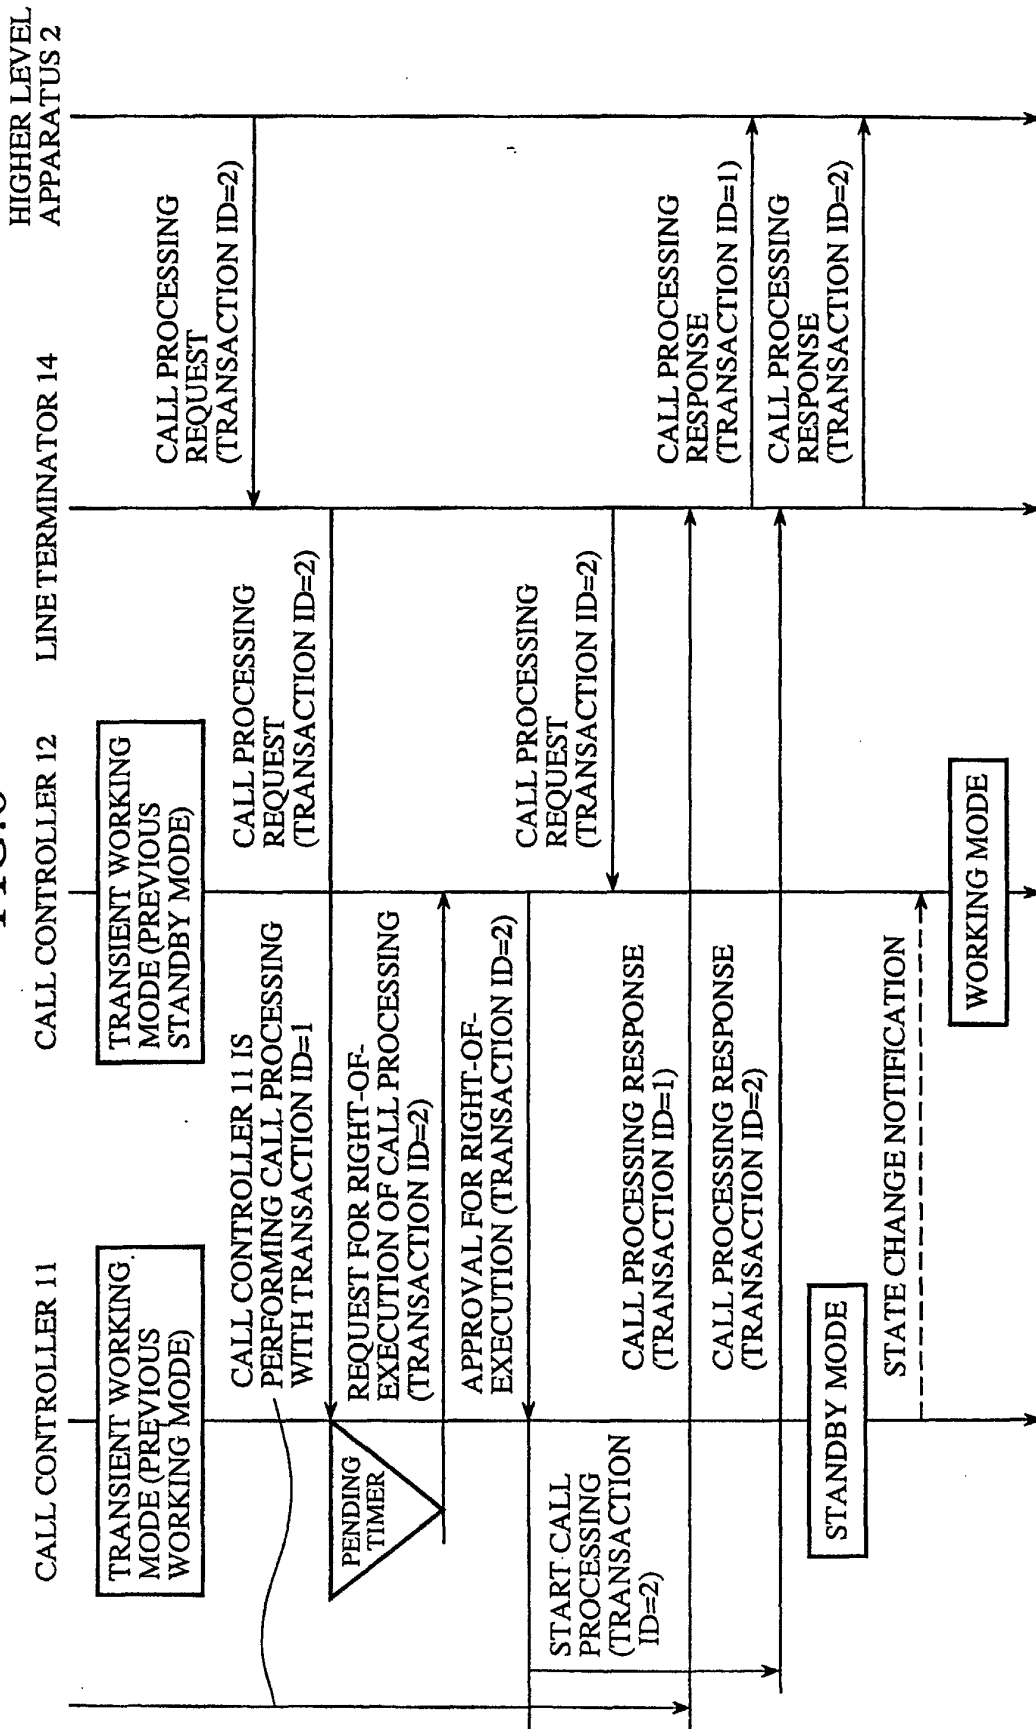 CALL CONTROLLER 11
CALL CONTROLLER 12
LINE TERMINATOR 14
HIGHER LEVEL
APPARATUS 2
TRANSIENT WORKING
MODE (PREVIOUS
WORKING MODE)
TRANSIENT WORKING
MODE (PREVIOUS
STANDBY MODE)
CALL PROCESSING
REQUEST
(TRANSACTION ID=2)
CALL CONTROLLER 11 IS
PERFORMING CALL PROCESSING
WITH TRANSACTION ID=1
CALL PROCESSING
REQUEST
(TRANSACTION ID=2)
PENDING
TIMER
REQUEST FOR RIGHT-OF-
EXECUTION OF CALL PROCESSING
(TRANSACTION ID=2)
APPROVAL FOR RIGHT-OF-
EXECUTION (TRANSACTION ID=2)
CALL PROCESSING
REQUEST
(TRANSACTION ID=2)
START CALL
PROCESSING
(TRANSACTION
ID=2)
CALL PROCESSING RESPONSE
(TRANSACTION ID=1)
CALL PROCESSING
RESPONSE
(TRANSACTION ID=1)
CALL PROCESSING RESPONSE
(TRANSACTION ID=2)
CALL PROCESSING
RESPONSE
(TRANSACTION ID=2)
STANDBY MODE
STATE CHANGE NOTIFICATION
WORKING MODE